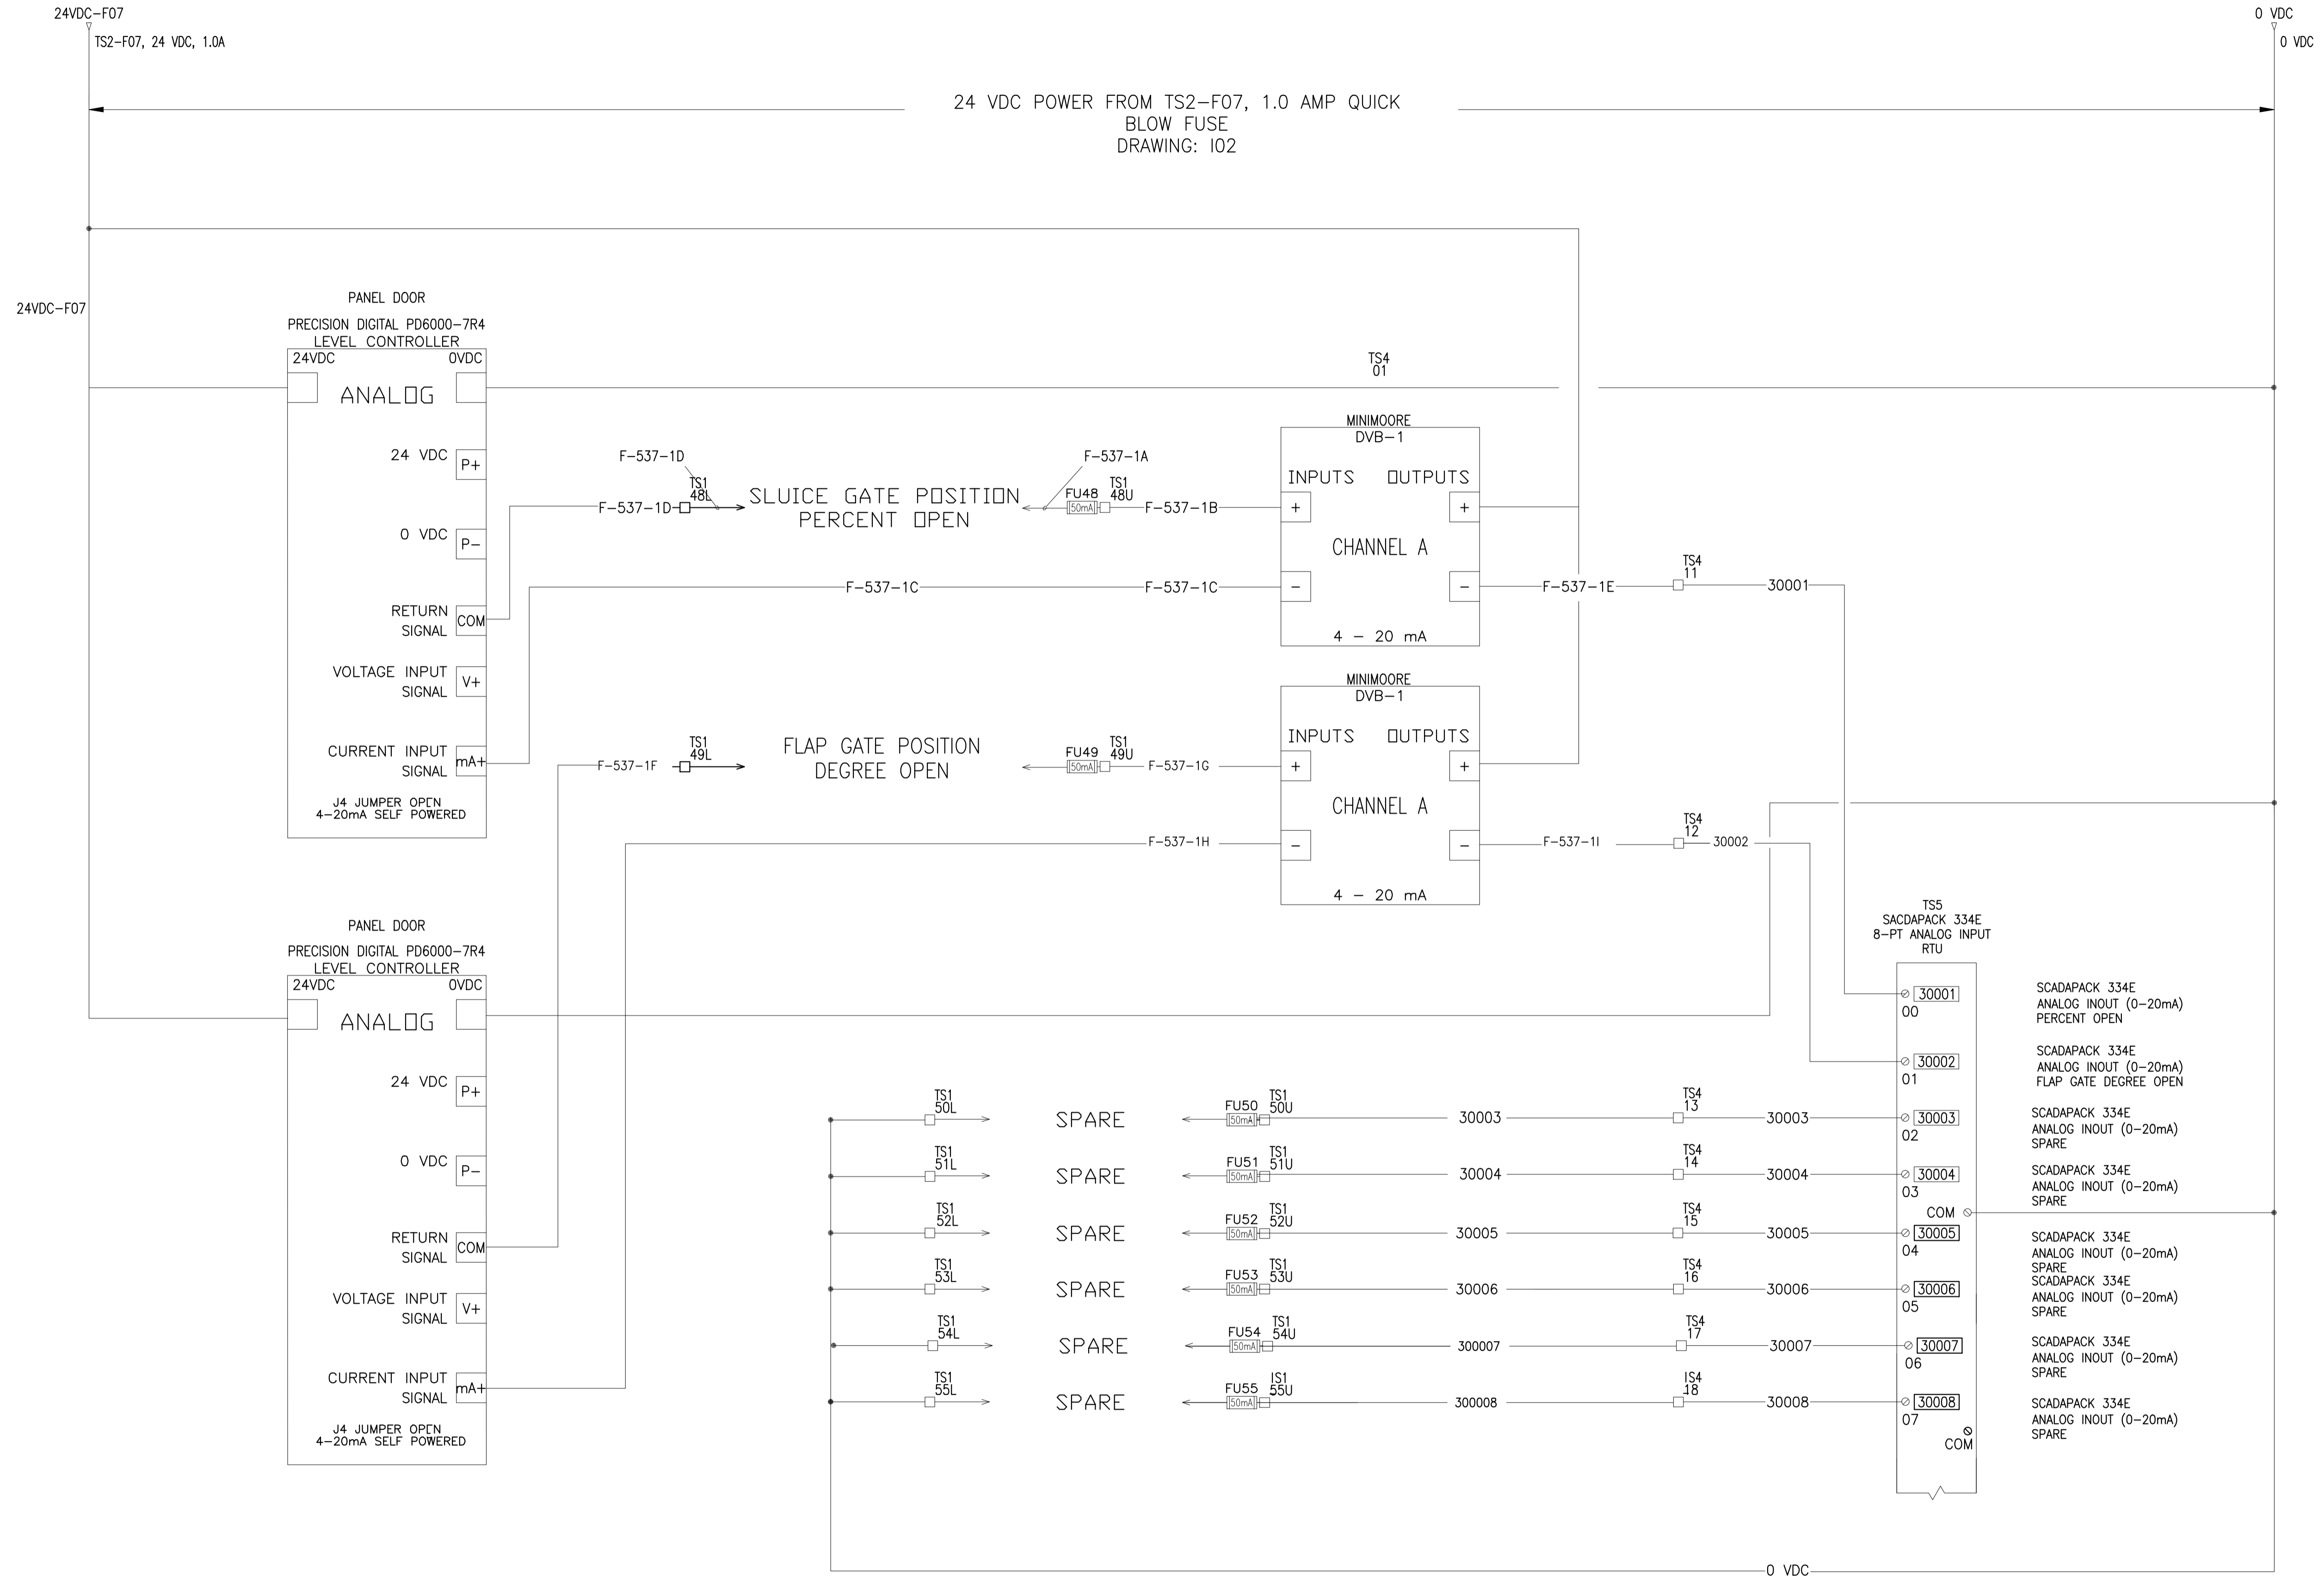 24VDC-F07
0 VDC
TS2-F07, 24 VDC, 1.0A
0 VDC
24 VDC POWER FROM TS2-F07, 1.0 AMP QUICK
BLOW FUSE
DRAWING: I02
24VDC-F07
PANEL DOOR
PRECISION DIGITAL PD6000-7R4
LEVEL CONTROLLER
24VDC
0VDC
ANALOG
24 VDC
P+
0 VDC
P-
RETURN
SIGNAL
COM
VOLTAGE INPUT
SIGNAL
V+
CURRENT INPUT
SIGNAL
mA+
J4 JUMPER OPEN
4-20mA SELF POWERED
TS4
01
F-537-1D
F-537-1D
TS1
48L
SLUICE GATE POSITION
PERCENT OPEN
F-537-1A
FU48
[50mA]
TS1
48U
F-537-1B
F-537-1C
F-537-1C
MINIMOORE
DVB-1
INPUTS
OUTPUTS
+
+
CHANNEL A
-
-
4 - 20 mA
F-537-1E
TS4
11
30001
F-537-1F
TS1
49L
FLAP GATE POSITION
DEGREE OPEN
FU49
[50mA]
TS1
49U
F-537-1G
F-537-1H
MINIMOORE
DVB-1
INPUTS
OUTPUTS
+
+
CHANNEL A
-
-
4 - 20 mA
F-537-1I
TS4
12
30002
PANEL DOOR
PRECISION DIGITAL PD6000-7R4
LEVEL CONTROLLER
24VDC
0VDC
ANALOG
24 VDC
P+
0 VDC
P-
RETURN
SIGNAL
COM
VOLTAGE INPUT
SIGNAL
V+
CURRENT INPUT
SIGNAL
mA+
J4 JUMPER OPEN
4-20mA SELF POWERED
TS5
SACDAPACK 334E
8-PT ANALOG INPUT
RTU
30001
00
SCADAPACK 334E
ANALOG INOUT (0-20mA)
PERCENT OPEN
30002
01
SCADAPACK 334E
ANALOG INOUT (0-20mA)
FLAP GATE DEGREE OPEN
TS1
50L
SPARE
FU50
[50mA]
TS1
50U
30003
TS4
13
30003
30003
02
SCADAPACK 334E
ANALOG INOUT (0-20mA)
SPARE
TS1
51L
SPARE
FU51
[50mA]
TS1
51U
30004
TS4
14
30004
30004
03
SCADAPACK 334E
ANALOG INOUT (0-20mA)
SPARE
COM
TS1
52L
SPARE
FU52
[50mA]
TS1
52U
30005
TS4
15
30005
30005
04
SCADAPACK 334E
ANALOG INOUT (0-20mA)
SPARE
TS1
53L
SPARE
FU53
[50mA]
TS1
53U
30006
TS4
16
30006
30006
05
SCADAPACK 334E
ANALOG INOUT (0-20mA)
SPARE
TS1
54L
SPARE
FU54
[50mA]
TS1
54U
300007
TS4
17
30007
30007
06
SCADAPACK 334E
ANALOG INOUT (0-20mA)
SPARE
TS1
55L
SPARE
FU55
[50mA]
IS1
55U
300008
IS4
18
30008
30008
07
SCADAPACK 334E
ANALOG INOUT (0-20mA)
SPARE
COM
0 VDC